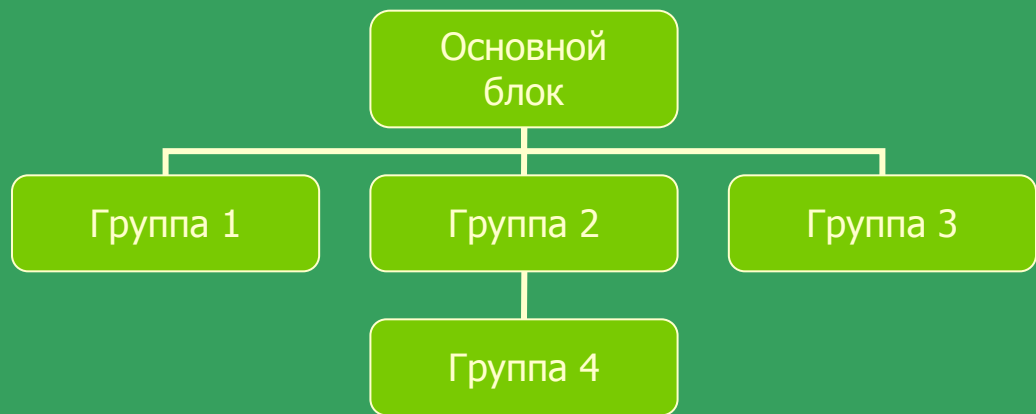 Основной
блок
Группа 1
Группа 2
Группа 3
Группа 4